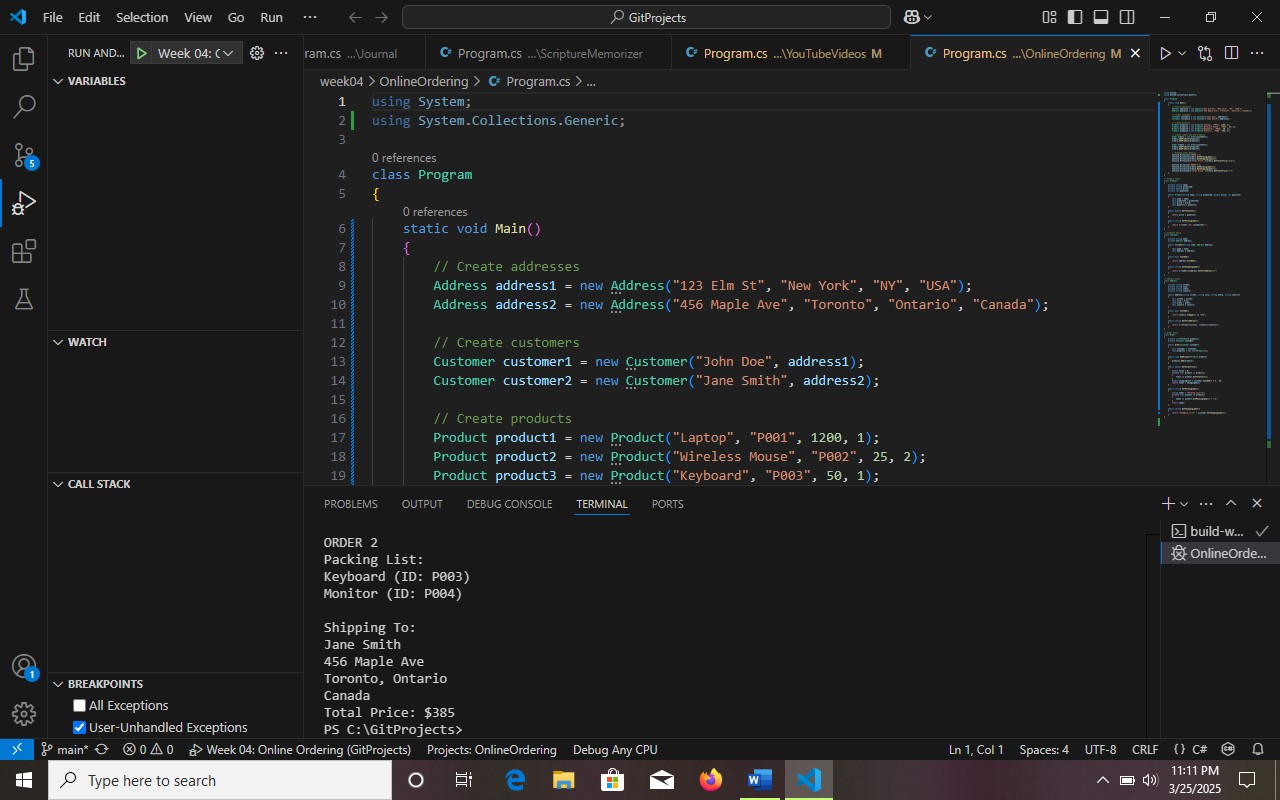 File Edit Selection View Go Run ··· GitProjects
RUN AND... Week 04: C
ram.cs ...\Journal Program.cs ...\ScriptureMemorizer Program.cs ...\YouTubeVideos M Program.cs ...\OnlineOrdering M
week04 > OnlineOrdering > Program.cs > ...
VARIABLES
WATCH
CALL STACK
BREAKPOINTS
All Exceptions
User-Unhandled Exceptions
5
1
1 using System;
2 using System.Collections.Generic;
3
0 references
4 class Program
5 {
0 references
6 static void Main()
7 {
8 // Create addresses
9 Address address1 = new Address("123 Elm St", "New York", "NY", "USA");
10 Address address2 = new Address("456 Maple Ave", "Toronto", "Ontario", "Canada");
11
12 // Create customers
13 Customer customer1 = new Customer("John Doe", address1);
14 Customer customer2 = new Customer("Jane Smith", address2);
15
16 // Create products
17 Product product1 = new Product("Laptop", "P001", 1200, 1);
18 Product product2 = new Product("Wireless Mouse", "P002", 25, 2);
19 Product product3 = new Product("Keyboard", "P003", 50, 1);
PROBLEMS OUTPUT DEBUG CONSOLE TERMINAL PORTS
build-w...
OnlineOrde...
ORDER 2
Packing List:
Keyboard (ID: P003)
Monitor (ID: P004)
Shipping To:
Jane Smith
456 Maple Ave
Toronto, Ontario
Canada
Total Price: $385
PS C:\GitProjects>
main* 0 0 Week 04: Online Ordering (GitProjects) Projects: OnlineOrdering Debug Any CPU Ln 1, Col 1 Spaces: 4 UTF-8 CRLF {} C#
Type here to search
11:11 PM
3/25/2025